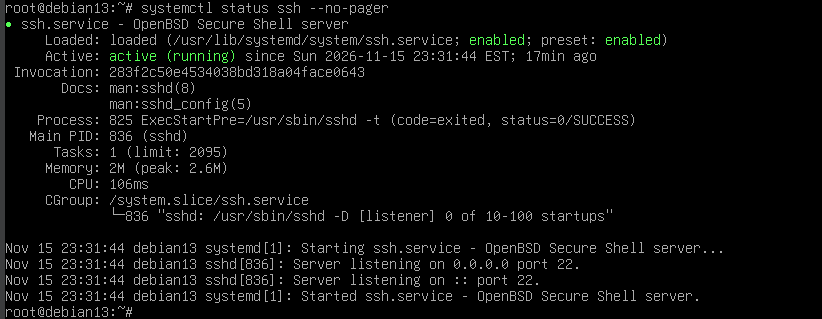 root@debian13:~# systemctl status ssh --no-pager
● ssh.service - OpenBSD Secure Shell server
     Loaded: loaded (/usr/lib/systemd/system/ssh.service; enabled; preset: enabled)
     Active: active (running) since Sun 2026-11-15 23:31:44 EST; 17min ago
 Invocation: 283f2c50e4534038bd318a04face0643
       Docs: man:sshd(8)
             man:sshd_config(5)
    Process: 825 ExecStartPre=/usr/sbin/sshd -t (code=exited, status=0/SUCCESS)
   Main PID: 836 (sshd)
      Tasks: 1 (limit: 2095)
     Memory: 2M (peak: 2.6M)
        CPU: 106ms
     CGroup: /system.slice/ssh.service
             └─836 "sshd: /usr/sbin/sshd -D [listener] 0 of 10-100 startups"

Nov 15 23:31:44 debian13 systemd[1]: Starting ssh.service - OpenBSD Secure Shell server...
Nov 15 23:31:44 debian13 sshd[836]: Server listening on 0.0.0.0 port 22.
Nov 15 23:31:44 debian13 sshd[836]: Server listening on :: port 22.
Nov 15 23:31:44 debian13 systemd[1]: Started ssh.service - OpenBSD Secure Shell server.
root@debian13:~#